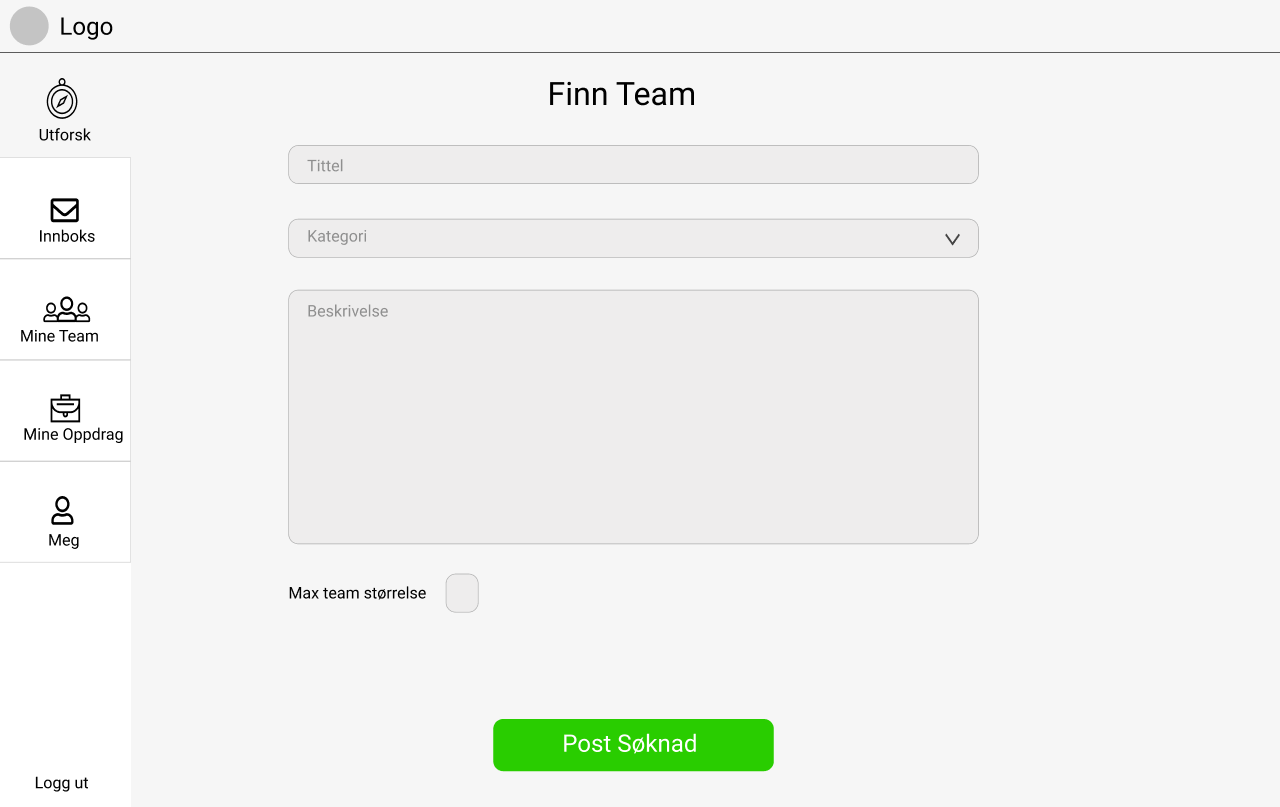 Logo
Utforsk
Innboks
Mine Team
Mine Oppdrag
Meg
Logg ut
Finn Team
Tittel
Kategori
Beskrivelse
Max team størrelse
Post Søknad